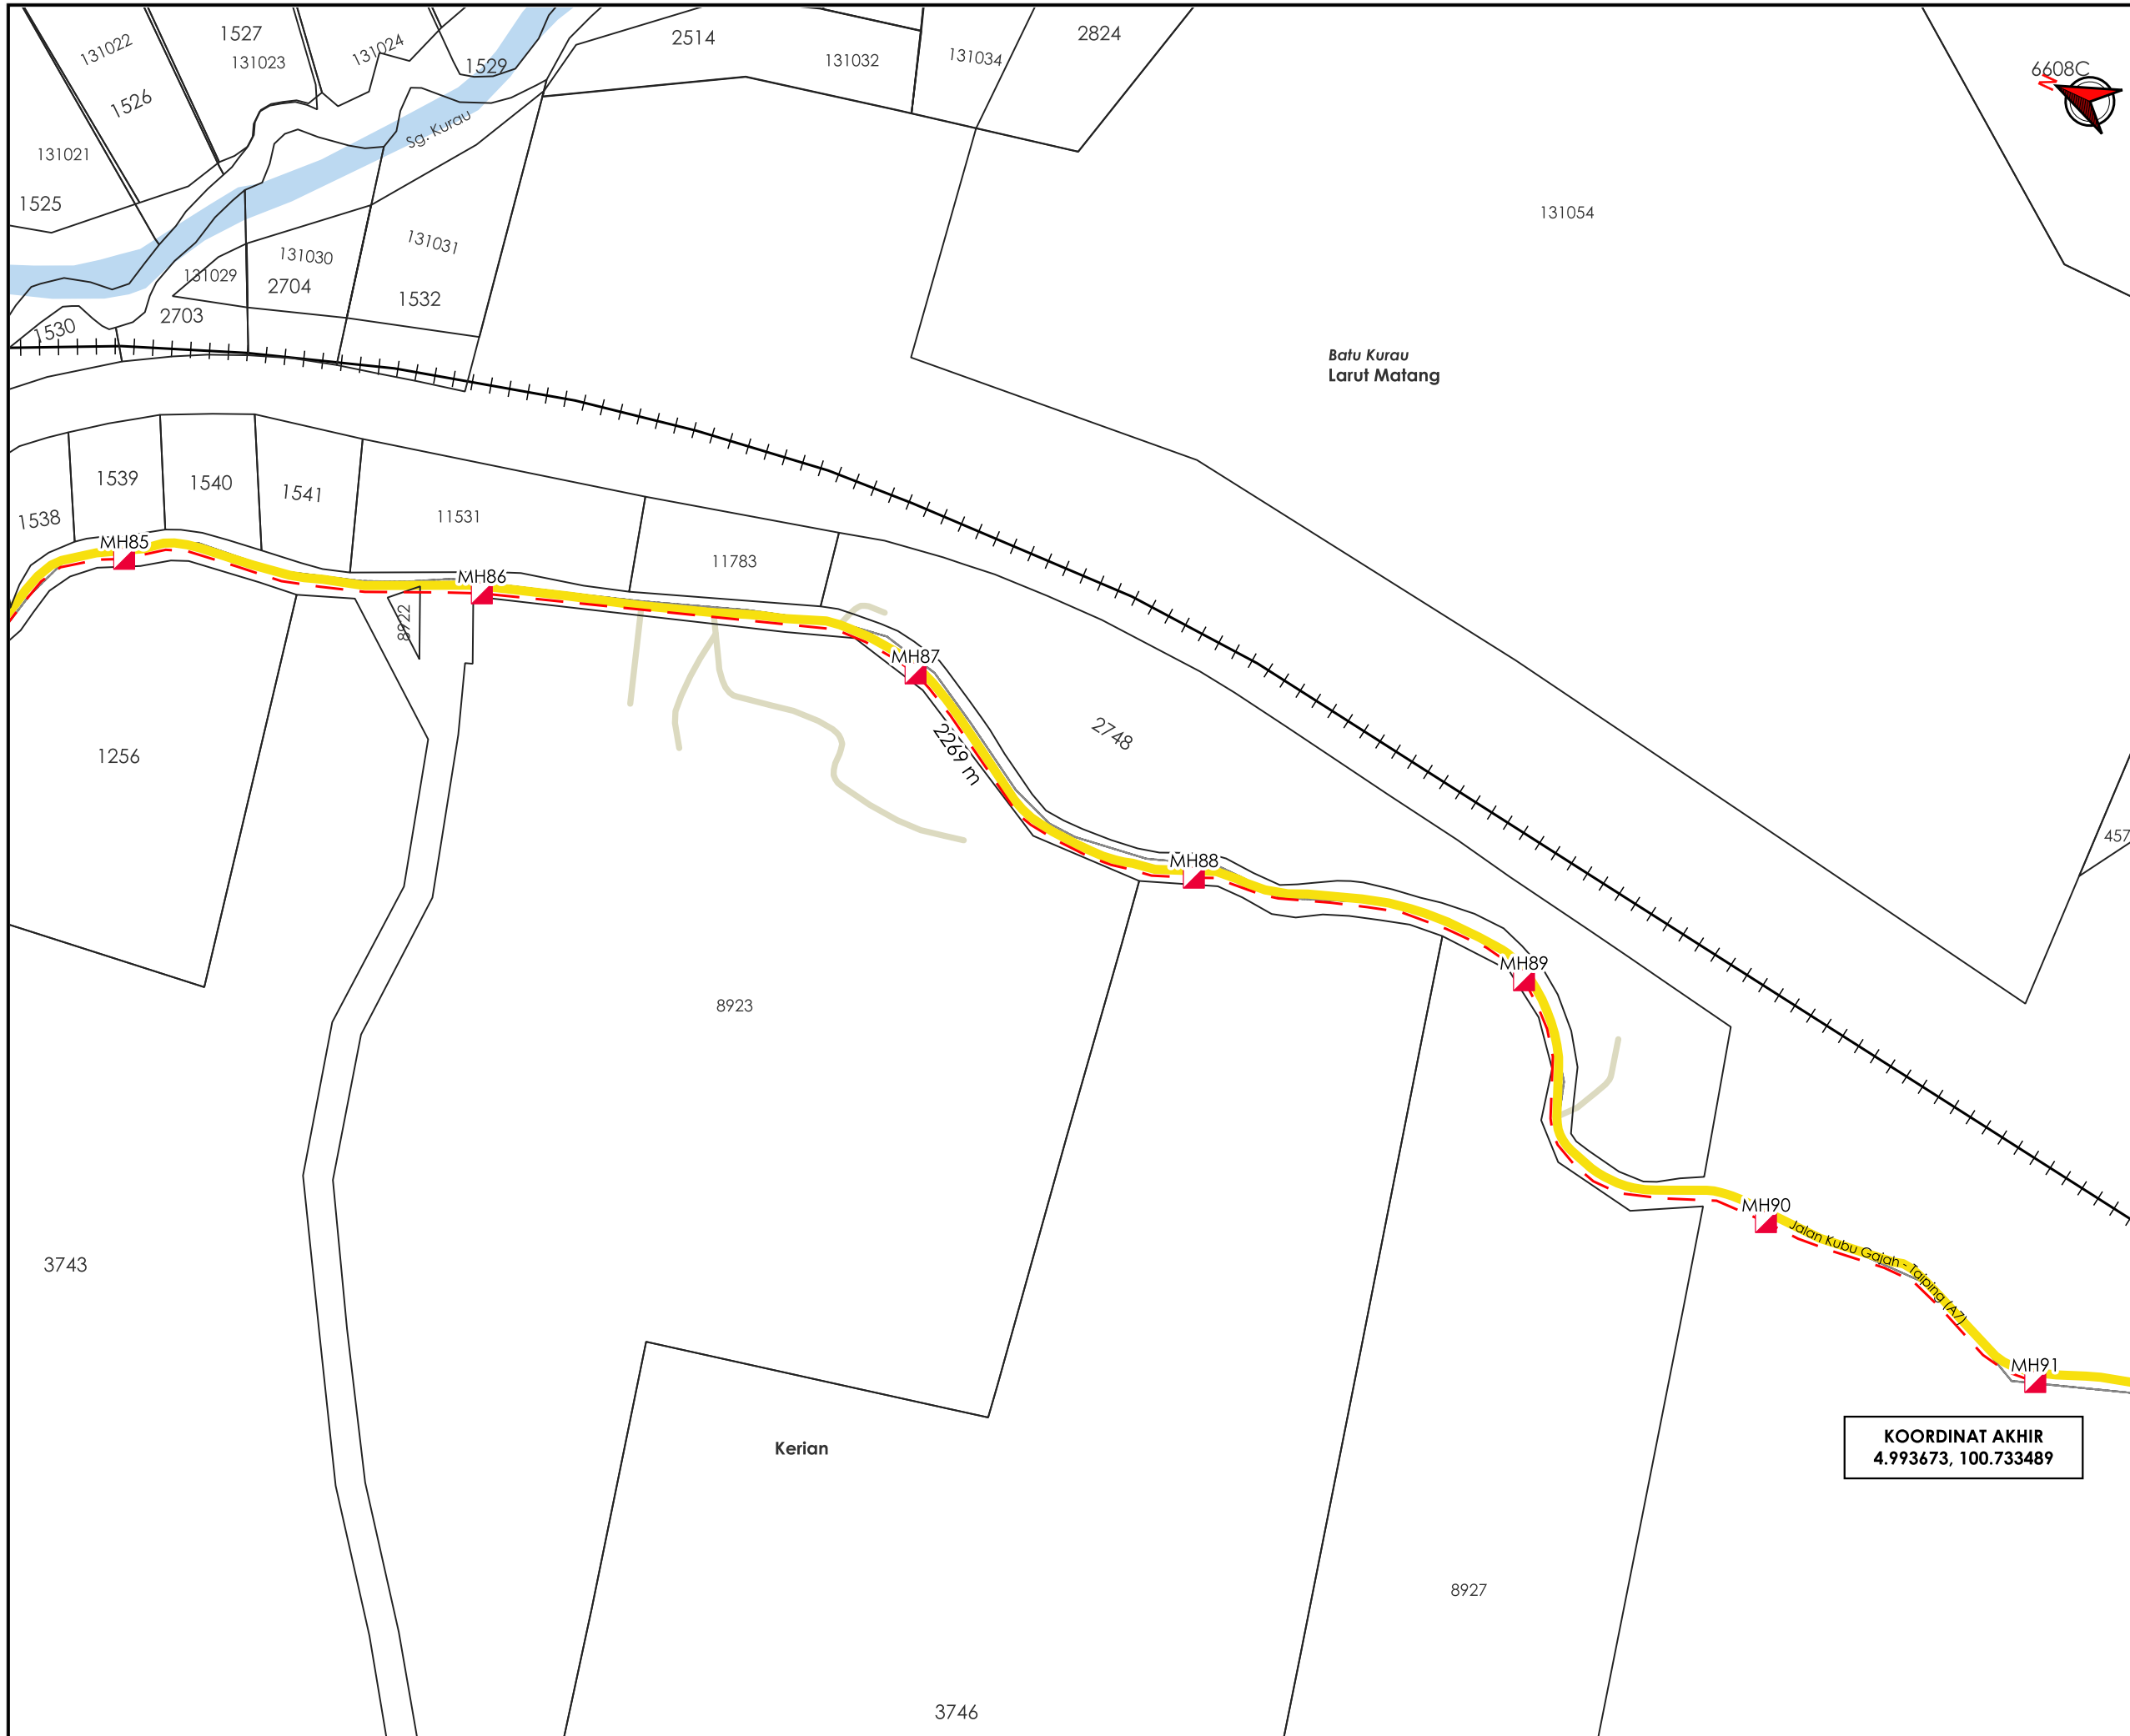 131022
1527
131023
131024
1529
2514
131032
131034
2824
6608C
N
1526
131021
1525
Sg. Kurau
131054
131029
131030
2704
131031
1532
1530
2703
Batu Kurau
Larut Matang
1538
1539
1540
1541
11531
11783
MH85
MH86
8922
MH87
2269 m
2748
1256
457
MH88
MH89
8923
MH90
Jalan Kubu Gajah - Taiping (A7)
3743
MH91
KOORDINAT AKHIR
4.993673, 100.733489
Kerian
8927
3746